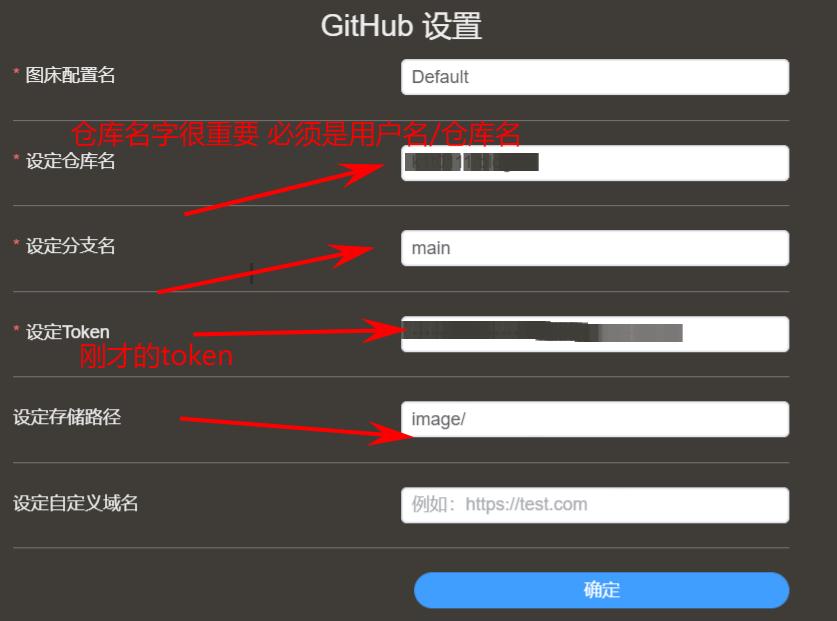 GitHub 设置
* 图床配置名
Default
仓库名字很重要 必须是用户名/仓库名
* 设定仓库名
* 设定分支名
main
* 设定Token
刚才的token
设定存储路径
image/
设定自定义域名
例如：https://test.com
确定